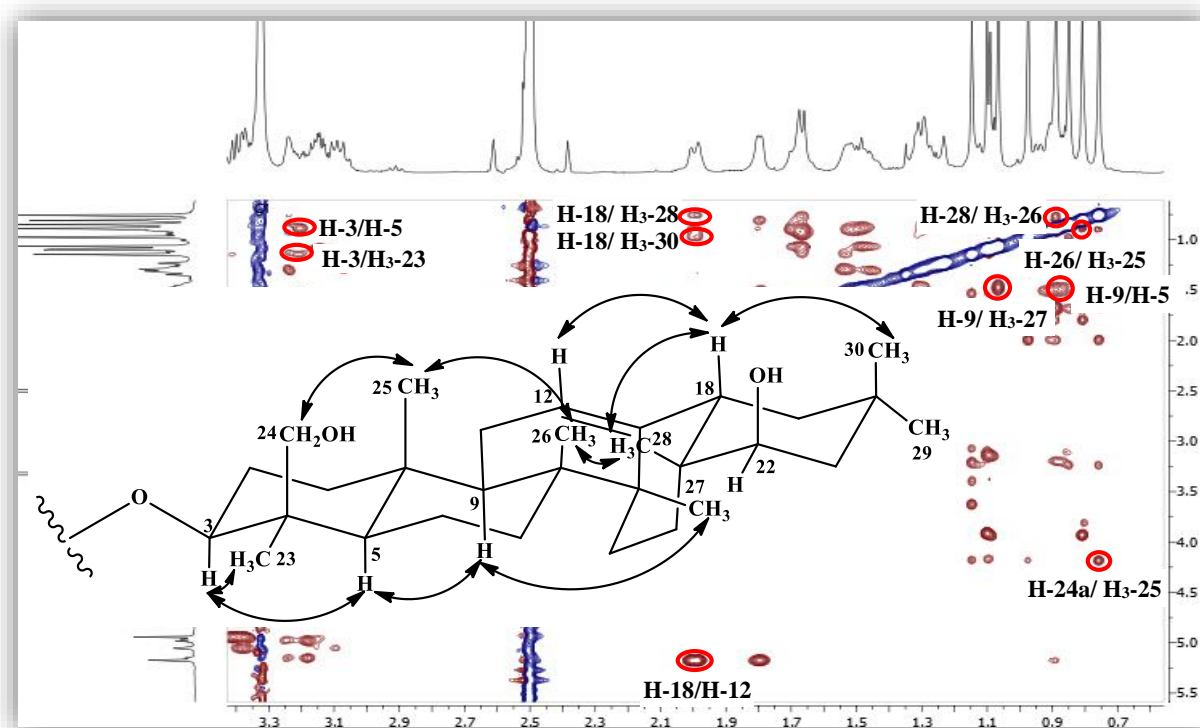 H-3/H-5
H-3/H₃-23
H-18/ H₃-28
H-18/ H₃-30
H-28/ H₃-26
H-26/ H₃-25
H-9/ H₃-27
H-9/H-5
1.0
.5
2.0
2.5
3.0
3.5
4.0
4.5
5.0
5.5
H
H
30
CH₃
OH
25
CH₃
12
18
24
CH₂OH
26
CH₃
H₃C
28
CH₃
29
22
H
27
CH₃
O
9
3
H
H₃C
23
5
H
H
H-24a/ H₃-25
H-18/H-12
3.3 3.1 2.9 2.7 2.5 2.3 2.1 1.9 1.7 1.5 1.3 1.1 0.9 0.7